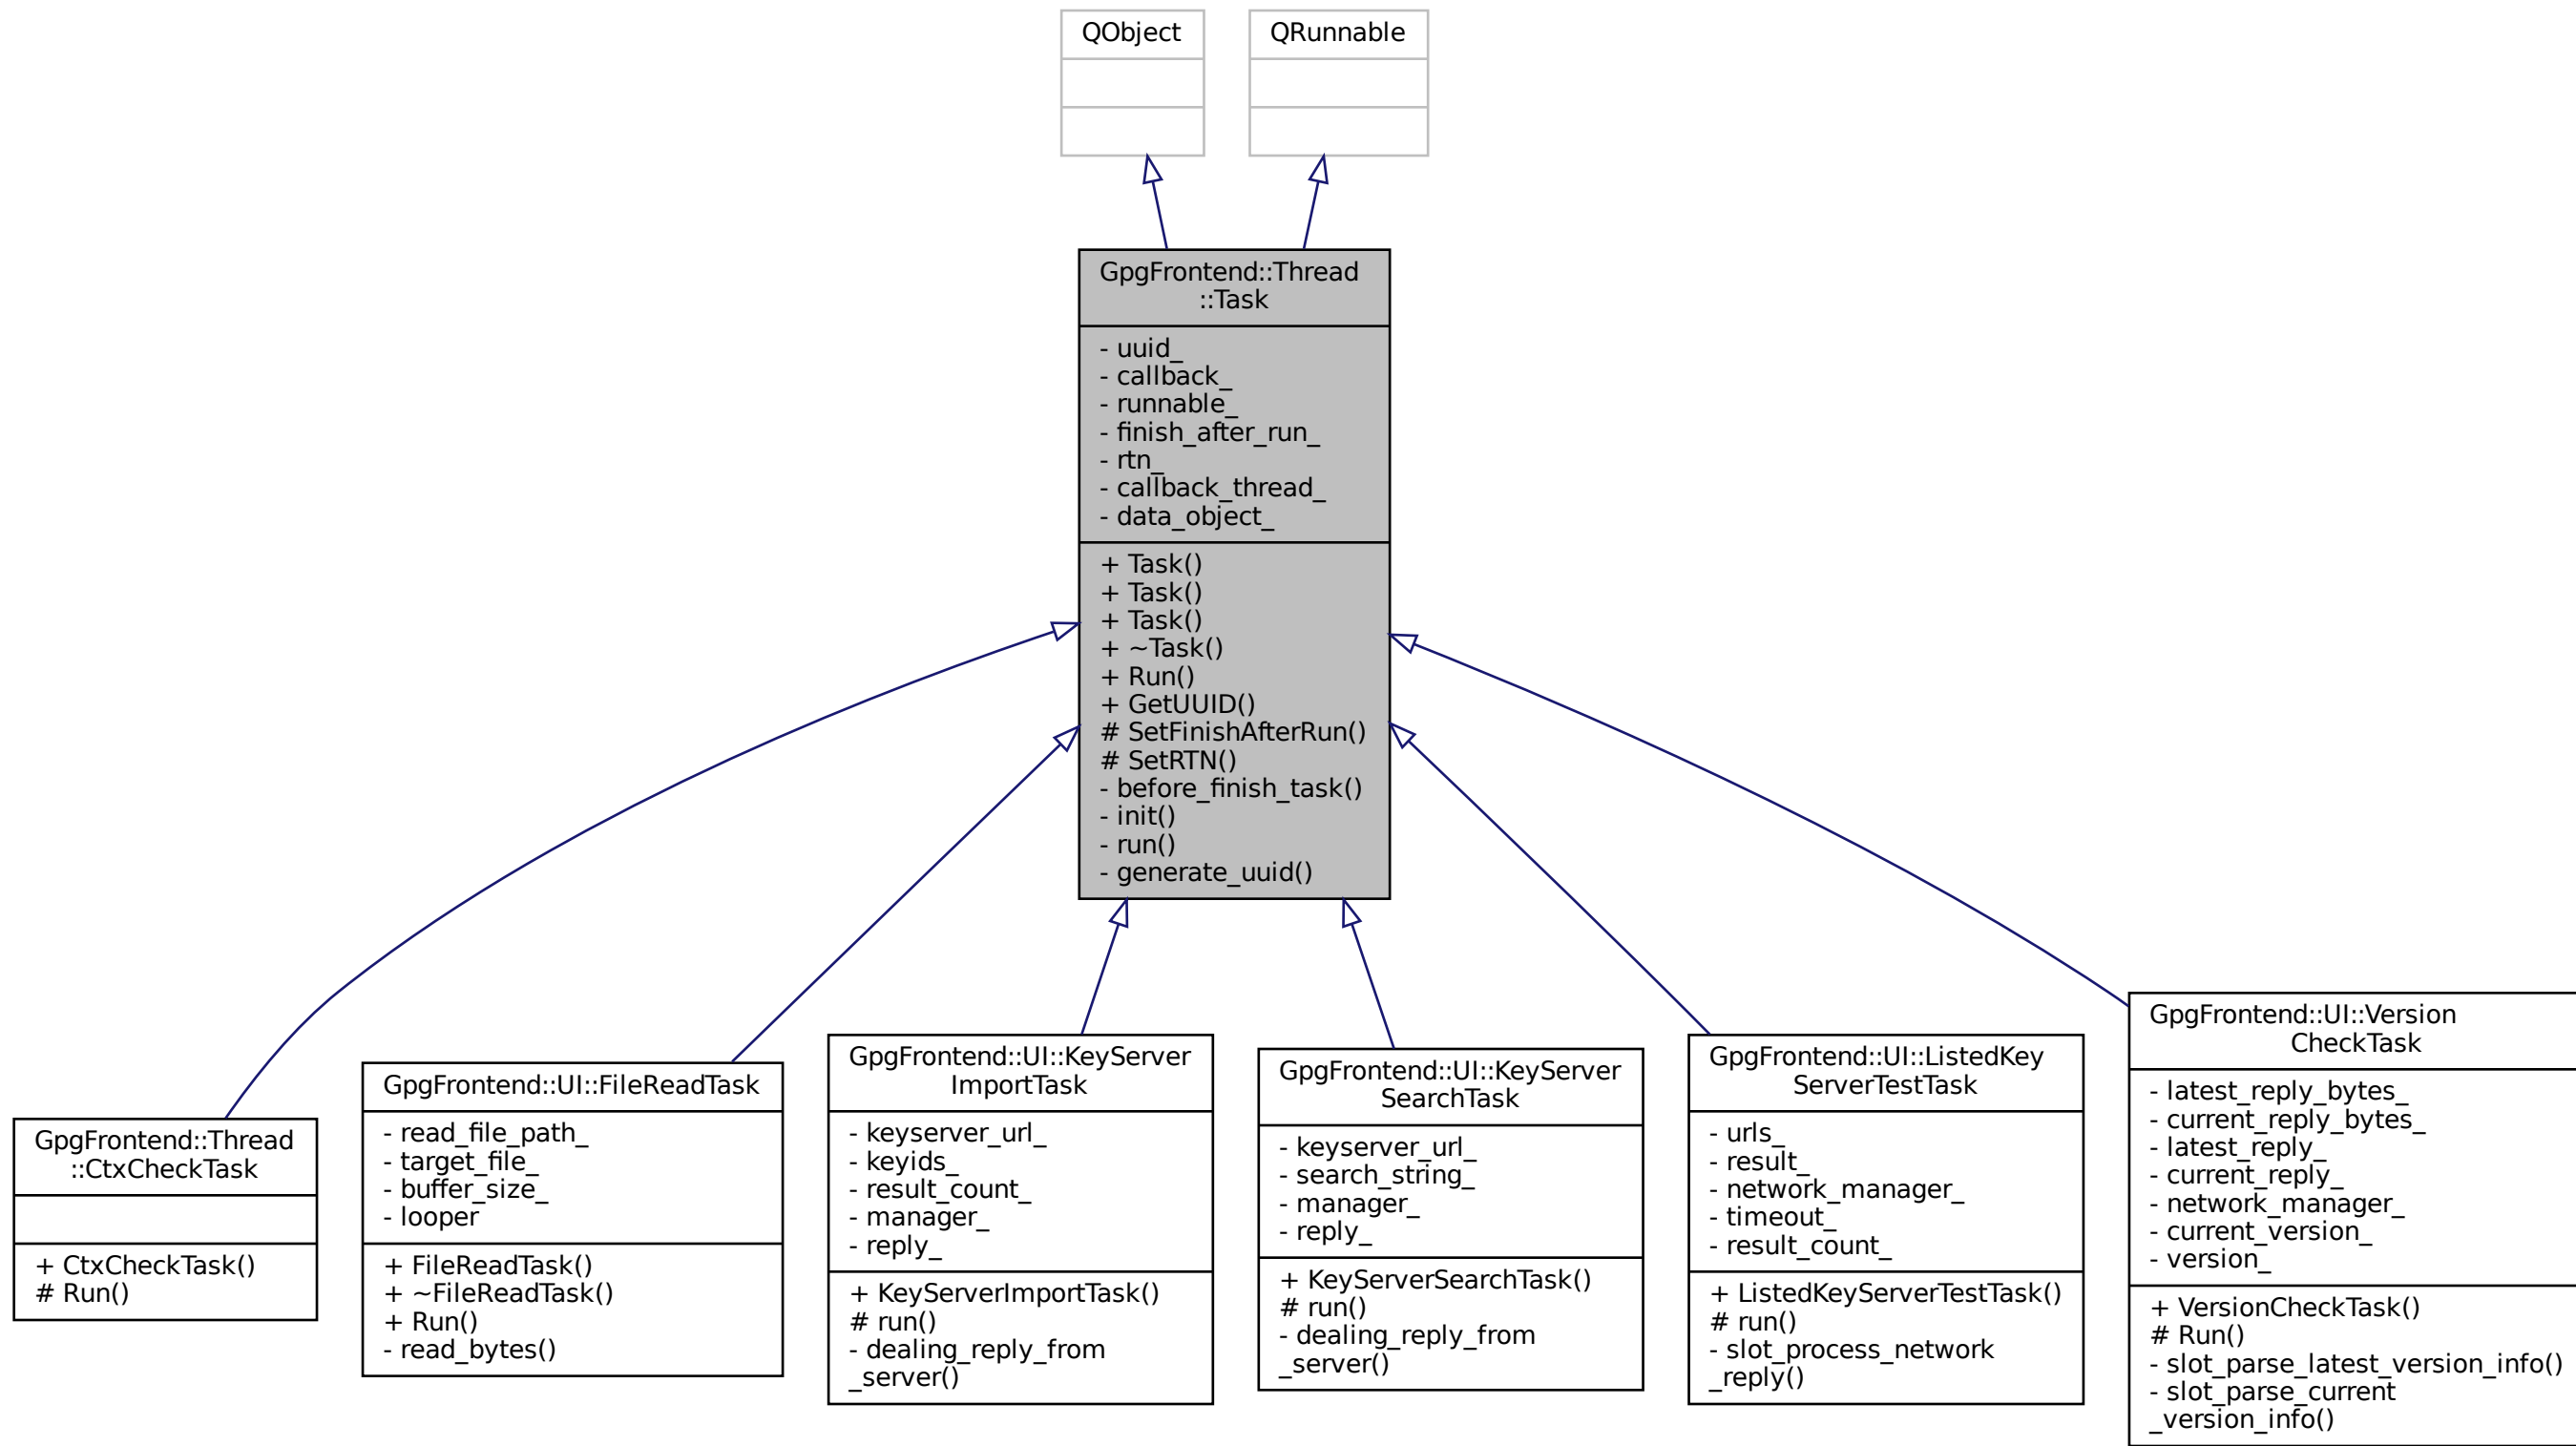 QObject
QRunnable
GpgFrontend::Thread
::Task
- uuid_
- callback_
- runnable_
- finish_after_run_
- rtn_
- callback_thread_
- data_object_
+ Task()
+ Task()
+ Task()
+ ~Task()
+ Run()
+ GetUUID()
# SetFinishAfterRun()
# SetRTN()
- before_finish_task()
- init()
- run()
- generate_uuid()
GpgFrontend::Thread
::CtxCheckTask
+ CtxCheckTask()
# Run()
GpgFrontend::UI::FileReadTask
- read_file_path_
- target_file_
- buffer_size_
- looper
+ FileReadTask()
+ ~FileReadTask()
+ Run()
- read_bytes()
GpgFrontend::UI::KeyServer
ImportTask
- keyserver_url_
- keyids_
- result_count_
- manager_
- reply_
+ KeyServerImportTask()
# run()
- dealing_reply_from
_server()
GpgFrontend::UI::KeyServer
SearchTask
- keyserver_url_
- search_string_
- manager_
- reply_
+ KeyServerSearchTask()
# run()
- dealing_reply_from
_server()
GpgFrontend::UI::ListedKey
ServerTestTask
- urls_
- result_
- network_manager_
- timeout_
- result_count_
+ ListedKeyServerTestTask()
# run()
- slot_process_network
_reply()
GpgFrontend::UI::Version
CheckTask
- latest_reply_bytes_
- current_reply_bytes_
- latest_reply_
- current_reply_
- network_manager_
- current_version_
- version_
+ VersionCheckTask()
# Run()
- slot_parse_latest_version_info()
- slot_parse_current
_version_info()